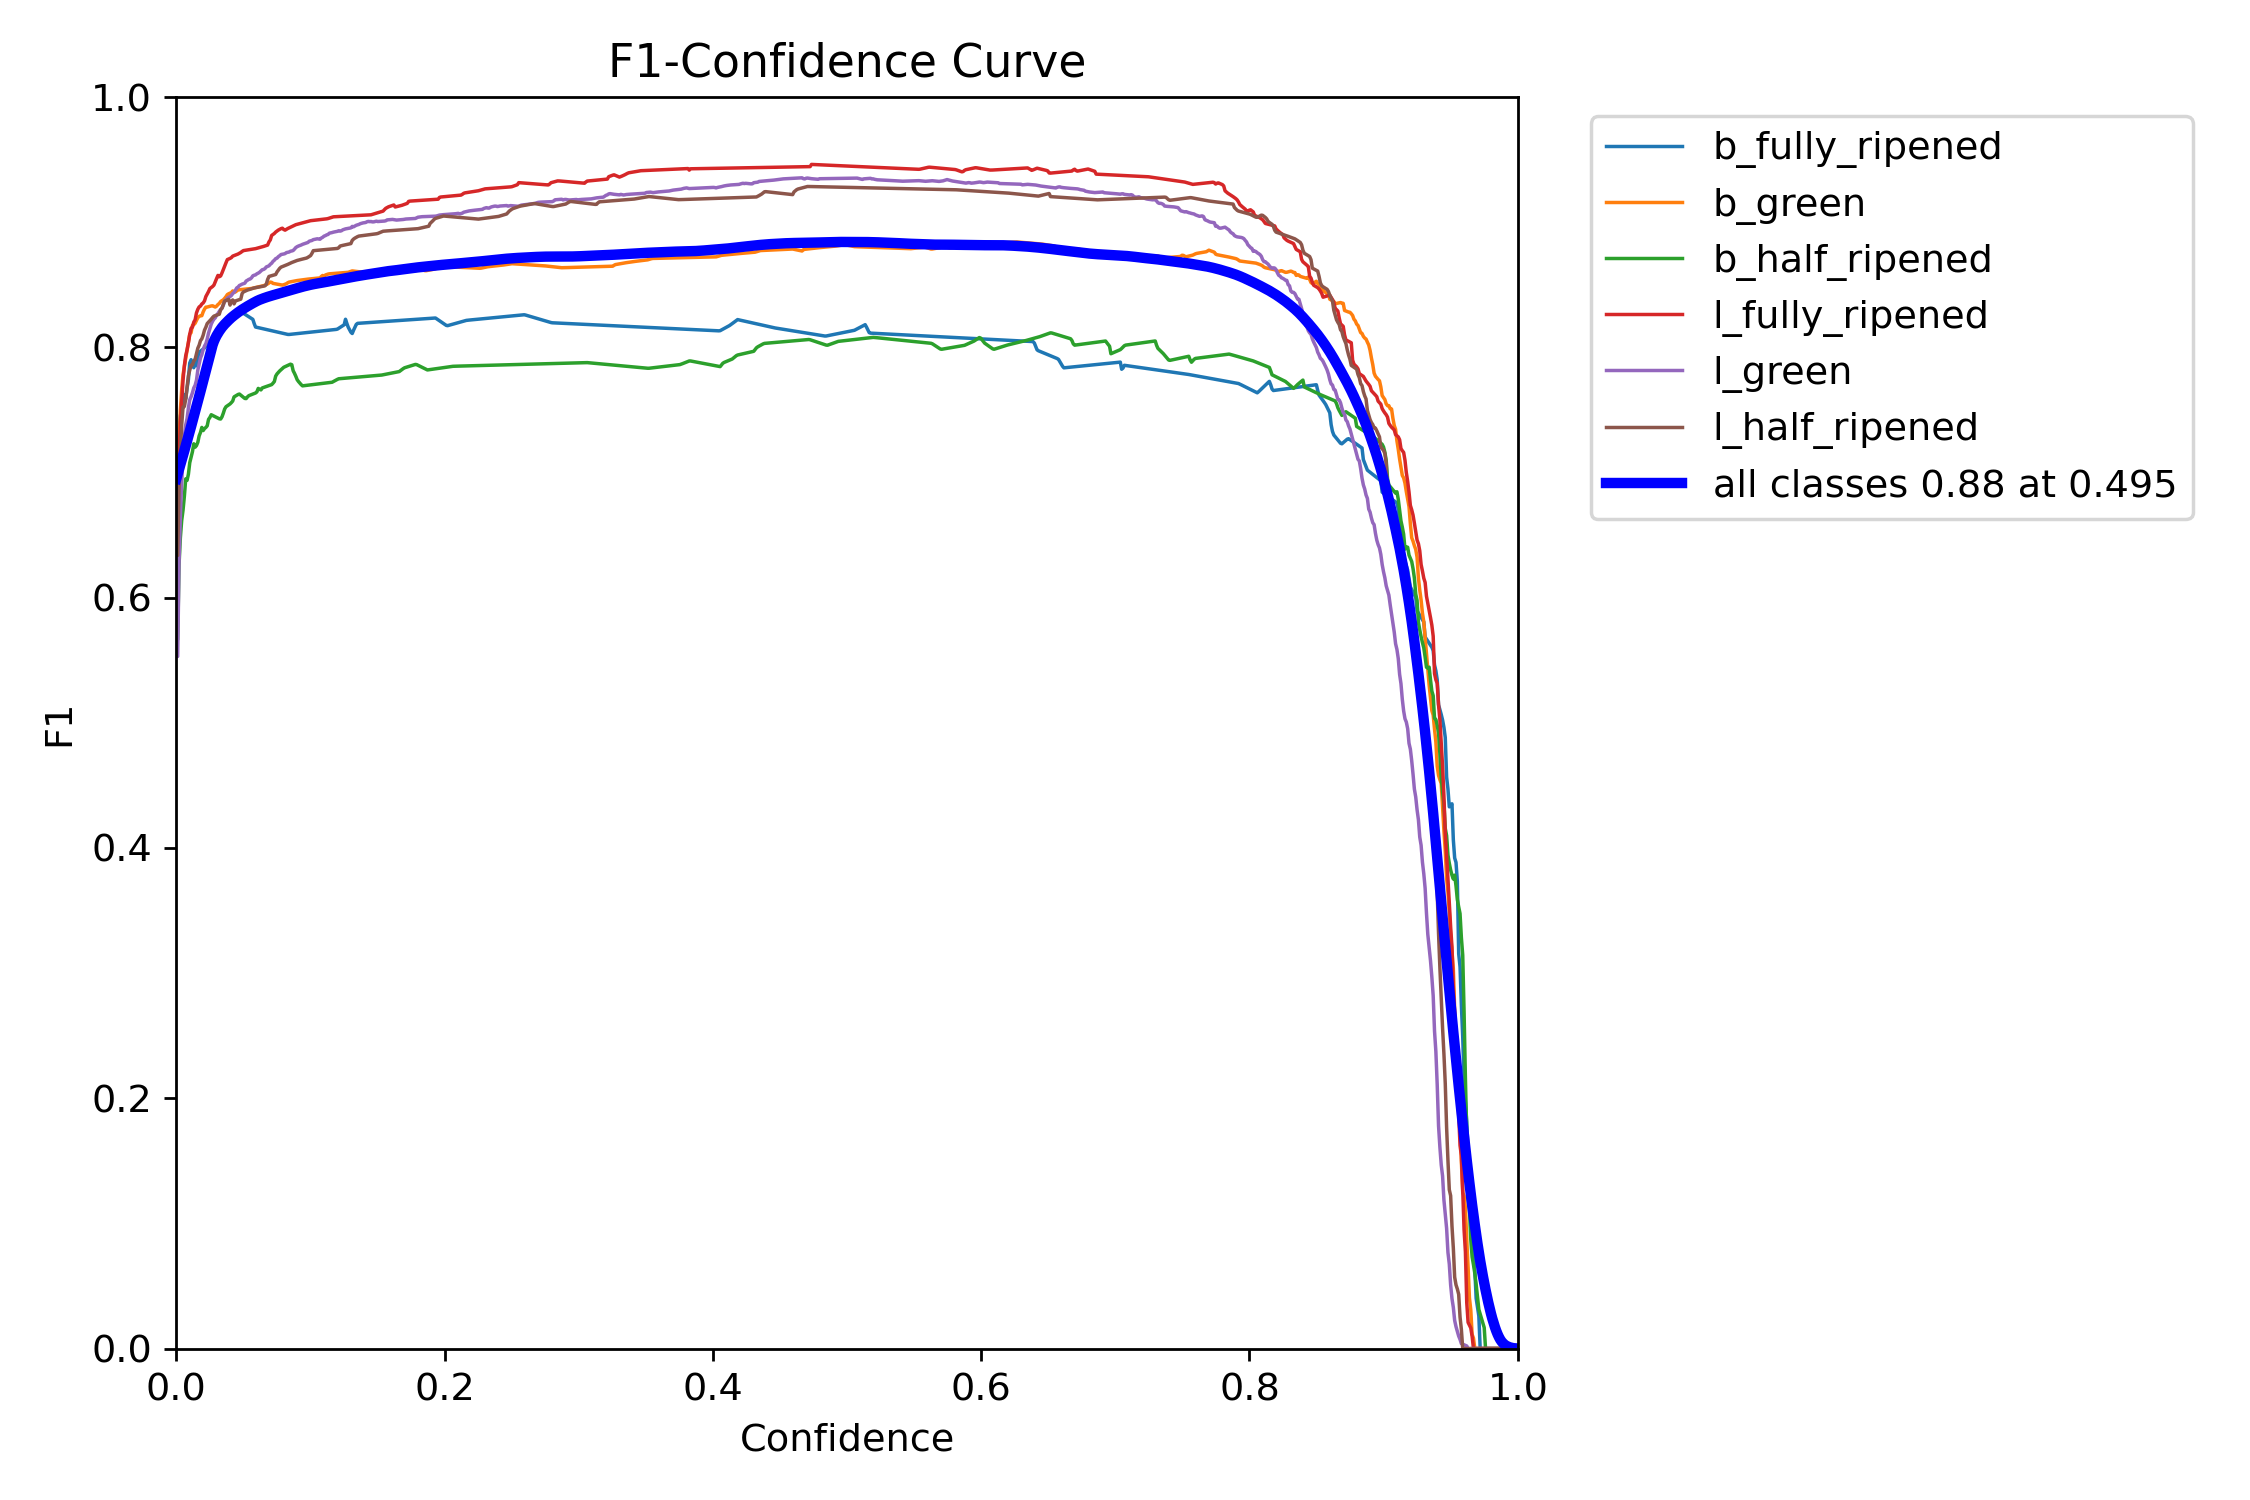 F1-Confidence Curve
1.0
0.8
0.6
0.4
0.2
0.0
F1
0.0 0.2 0.4 0.6 0.8 1.0
Confidence
b_fully_ripened
b_green
b_half_ripened
l_fully_ripened
l_green
l_half_ripened
all classes 0.88 at 0.495